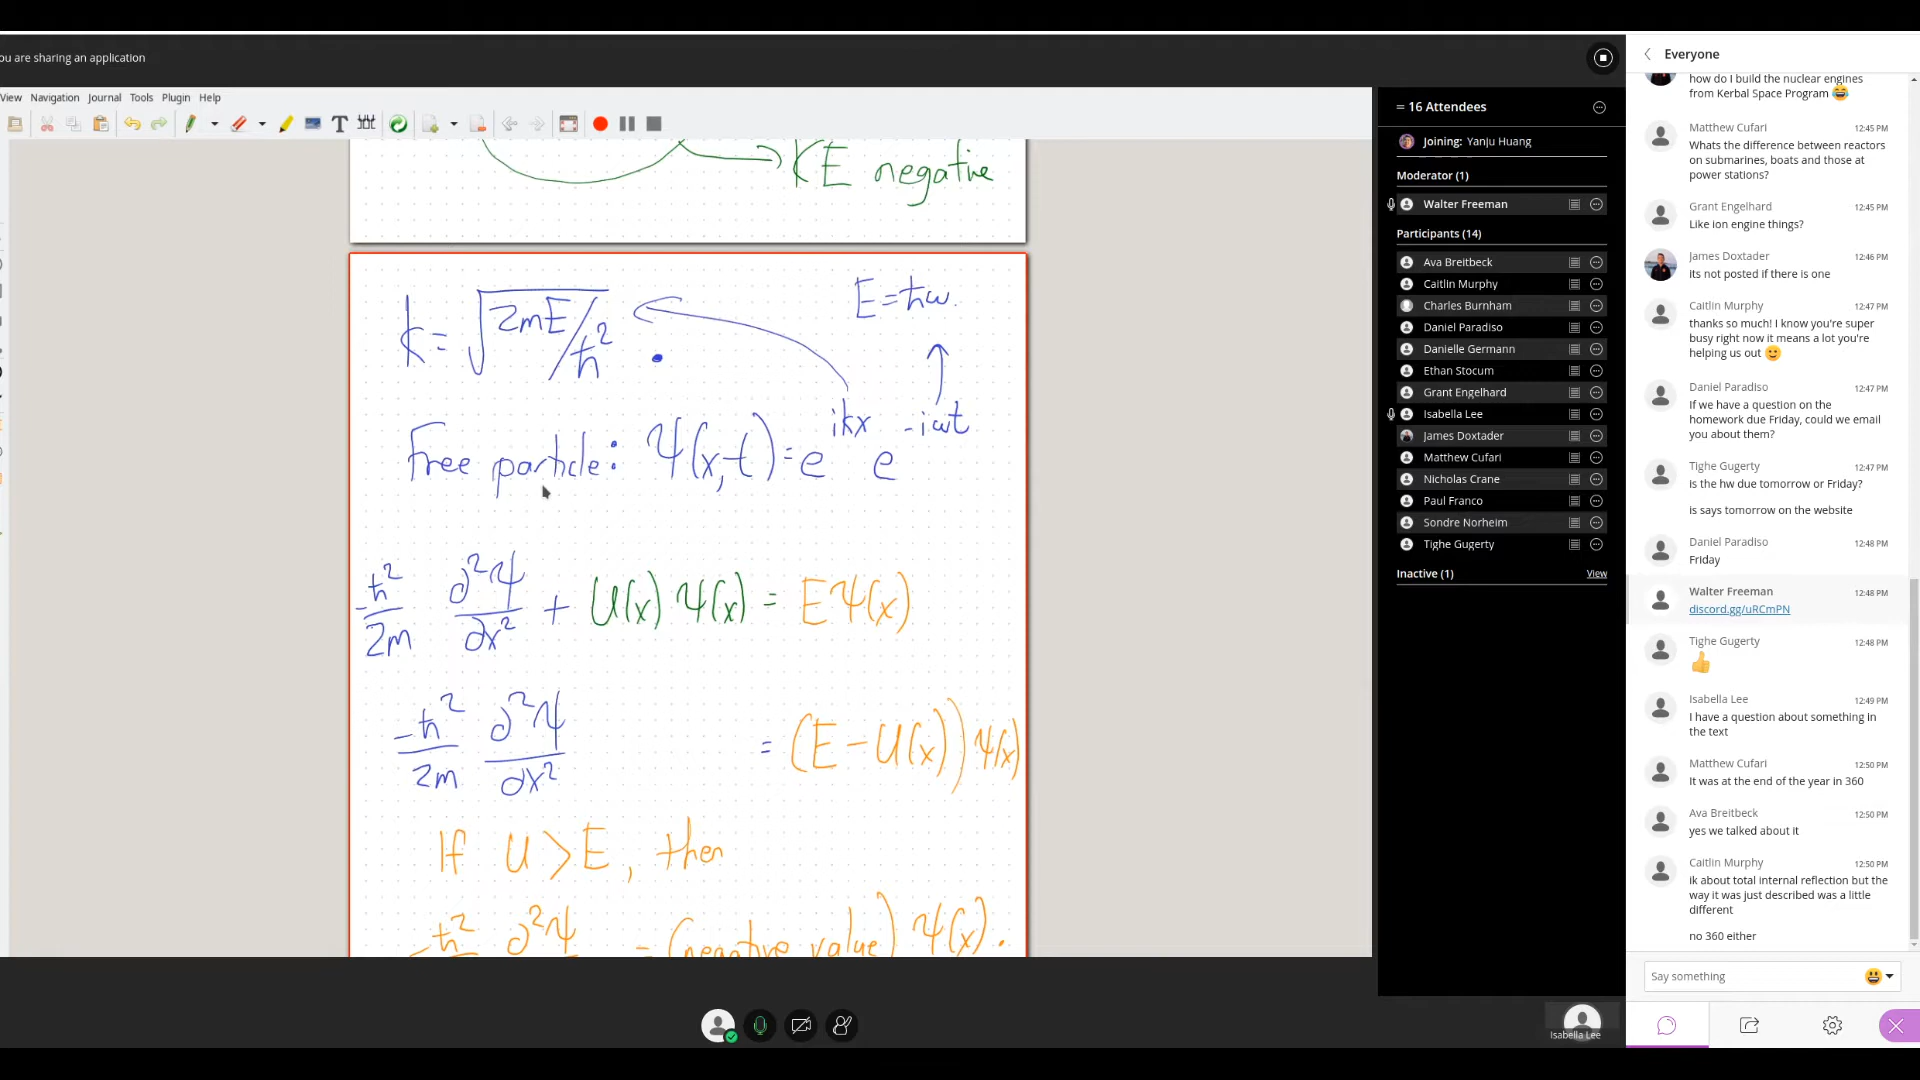 ou are sharing an application
View Navigation Journal Tools Plugin Help
KE negative
k = √2mE/ħ² .
E = ħω.
Free particle: Ψ(x,t) = e^ikx e^-iωt
-ħ²/2m ∂²Ψ/∂x² + U(x) Ψ(x) = EΨ(x)
-ħ²/2m ∂²Ψ/∂x² = (E - U(x)) Ψ(x)
If U > E, then
-ħ² ∂²Ψ = (negative value) Ψ(x).
16 Attendees
Joining: Yanju Huang
Moderator (1)
Walter Freeman
Participants (14)
Ava Breitbeck
Caitlin Murphy
Charles Burnham
Daniel Paradiso
Danielle Germann
Ethan Stocum
Grant Engelhard
Isabella Lee
James Doxtader
Matthew Cufari
Nicholas Crane
Paul Franco
Sondre Norheim
Tighe Gugerty
Inactive (1) View
Isabella Lee
Everyone
how do I build the nuclear engines
from Kerbal Space Program 😂
Matthew Cufari 12:45 PM
Whats the difference between reactors
on submarines, boats and those at
power stations?
Grant Engelhard 12:45 PM
Like ion engine things?
James Doxtader 12:46 PM
its not posted if there is one
Caitlin Murphy 12:47 PM
thanks so much! I know you're super
busy right now it means a lot you're
helping us out 🙂
Daniel Paradiso 12:47 PM
If we have a question on the
homework due Friday, could we email
you about them?
Tighe Gugerty 12:47 PM
is the hw due tomorrow or Friday?
is says tomorrow on the website
Daniel Paradiso 12:48 PM
Friday
Walter Freeman 12:48 PM
discord.gg/uRCmPN
Tighe Gugerty 12:48 PM
👍
Isabella Lee 12:49 PM
I have a question about something in
the text
Matthew Cufari 12:50 PM
It was at the end of the year in 360
Ava Breitbeck 12:50 PM
yes we talked about it
Caitlin Murphy 12:50 PM
ik about total internal reflection but the
way it was just described was a little
different
no 360 either
Say something